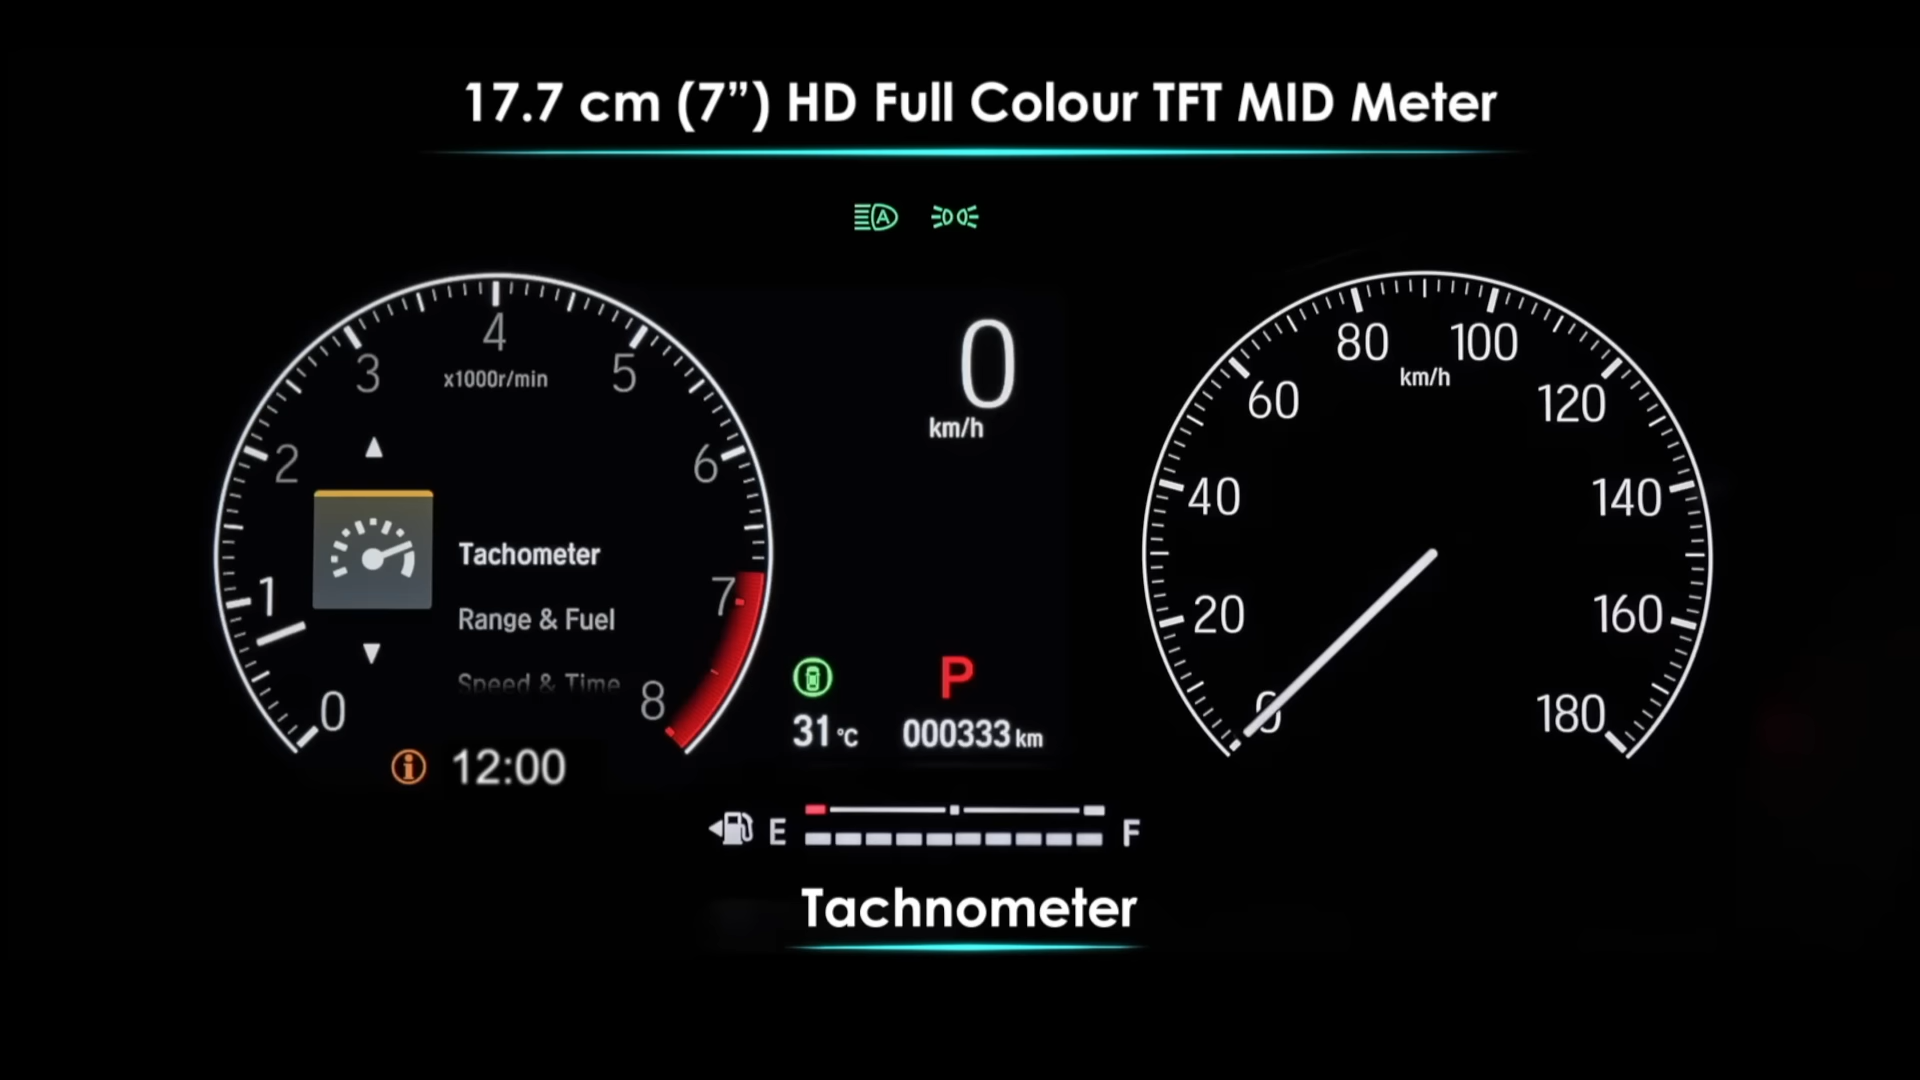 17.7 cm (7”) HD Full Colour TFT MID Meter
A
4
3
5
x1000r/min
2
6
Tachometer
1
7
Range & Fuel
Speed & Time
0
8
i 12:00
0
km/h
P
31°C
000333 km
80
100
km/h
60
120
40
140
20
160
0
180
E
F
Tachnometer